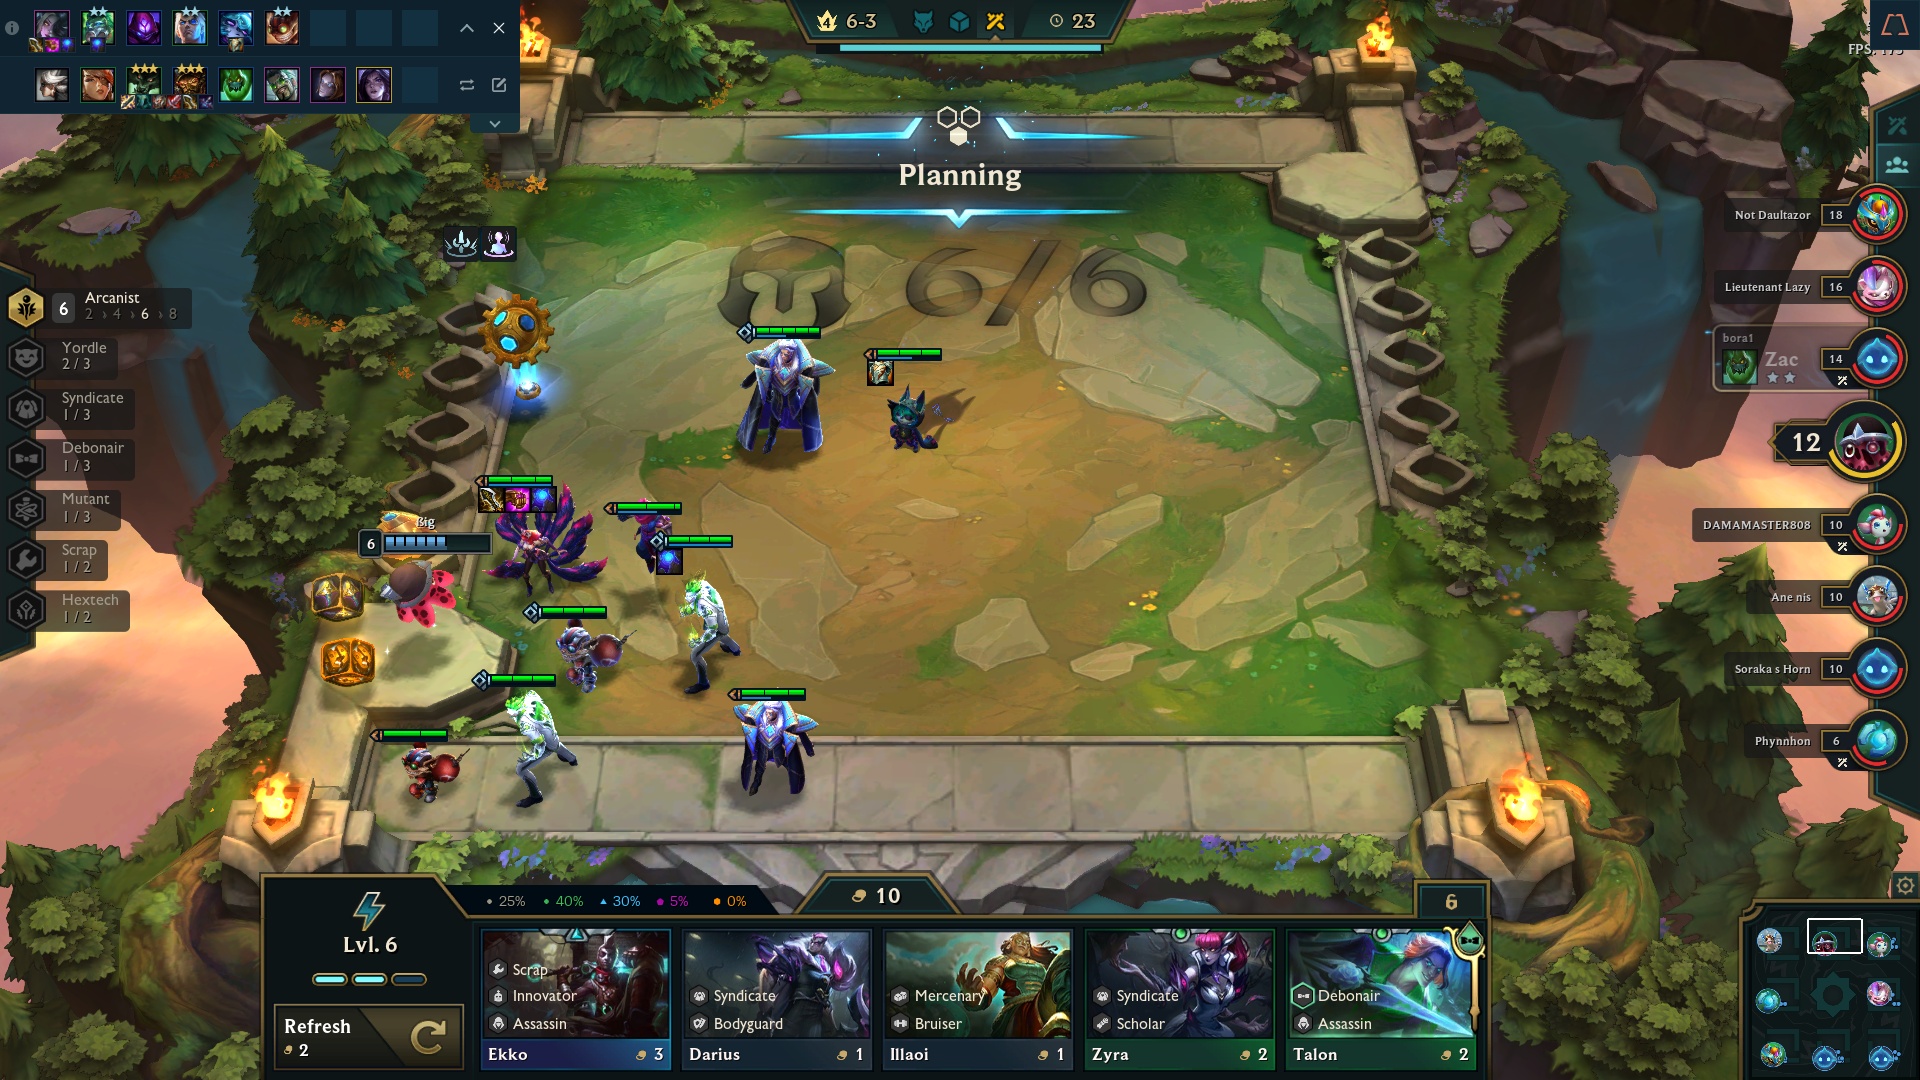 4
6-3
23
FPS:
Planning
6/6
6
Arcanist
2 › 4 › 6 › 8
Yordle
2 / 3
Syndicate
1 / 3
Debonair
1 / 3
Mutant
1 / 3
Scrap
1 / 2
Hextech
1 / 2
Big
6
Not Daultazor
18
Lieutenant Lazy
16
bora1
Zac
14
12
DAMAMASTER808
10
Ane nis
10
Soraka s Horn
10
Phynnhon
6
25%
40%
30%
5%
0%
10
6
Lvl. 6
Refresh
2
Scrap
Innovator
Assassin
Ekko
3
Syndicate
Bodyguard
Darius
1
Mercenary
Bruiser
Illaoi
1
Syndicate
Scholar
Zyra
2
Debonair
Assassin
Talon
2